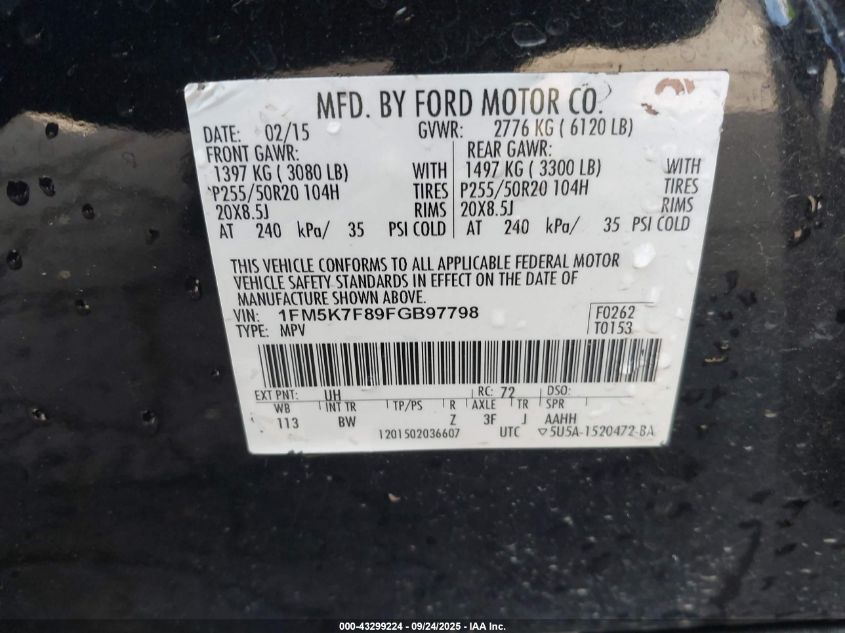 MFD. BY FORD MOTOR CO.
DATE: 02/15 GVWR: 2776 KG ( 6120 LB)
FRONT GAWR: REAR GAWR:
1397 KG ( 3080 LB) WITH 1497 KG ( 3300 LB) WITH
P255/50R20 104H TIRES P255/50R20 104H TIRES
20X8.5J RIMS 20X8.5J RIMS
AT 240 kPa/ 35 PSI COLD AT 240 kPa/ 35 PSI COLD
THIS VEHICLE CONFORMS TO ALL APPLICABLE FEDERAL MOTOR
VEHICLE SAFETY STANDARDS IN EFFECT ON THE DATE OF
MANUFACTURE SHOWN ABOVE.
VIN: 1FM5K7F89FGB97798 F0262
TYPE: MPV T0153
EXT PNT: UH RC: 72 DSO:
WB INT TR TP/PS R AXLE TR SPR
113 BW Z 3F J AAHH
1201502036607 UTC ▽5U5A-1520472-BA
000-43299224 - 09/24/2025 - IAA Inc.